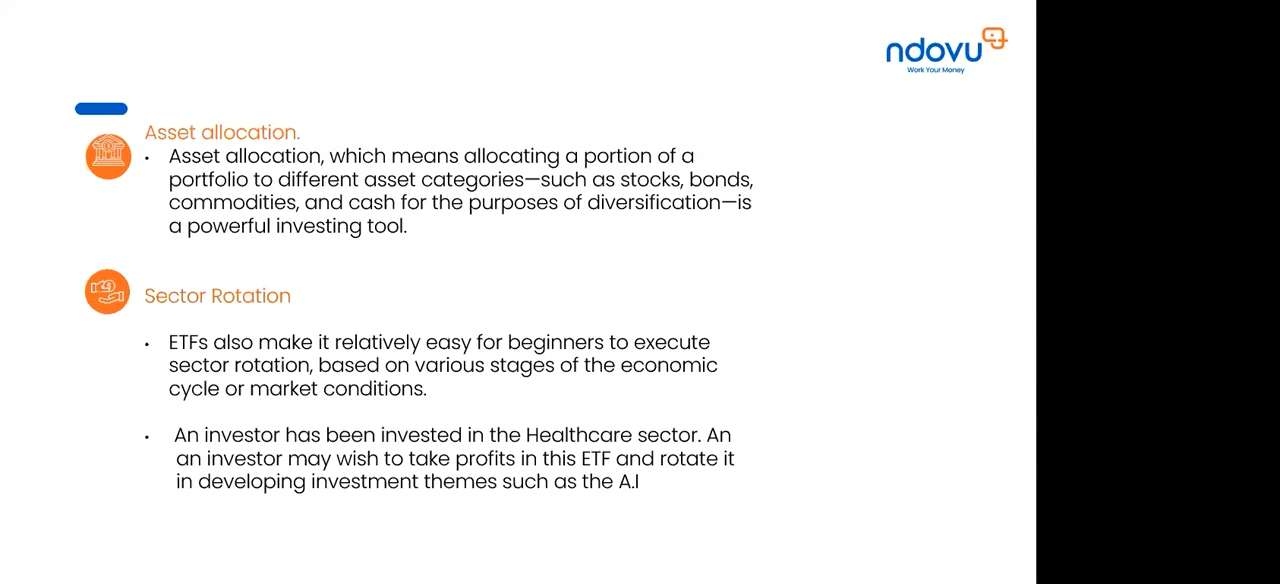 ndovu
Work Your Money
Asset allocation.
• Asset allocation, which means allocating a portion of a
portfolio to different asset categories—such as stocks, bonds,
commodities, and cash for the purposes of diversification—is
a powerful investing tool.
Sector Rotation
• ETFs also make it relatively easy for beginners to execute
sector rotation, based on various stages of the economic
cycle or market conditions.
• An investor has been invested in the Healthcare sector. An
an investor may wish to take profits in this ETF and rotate it
in developing investment themes such as the A.I